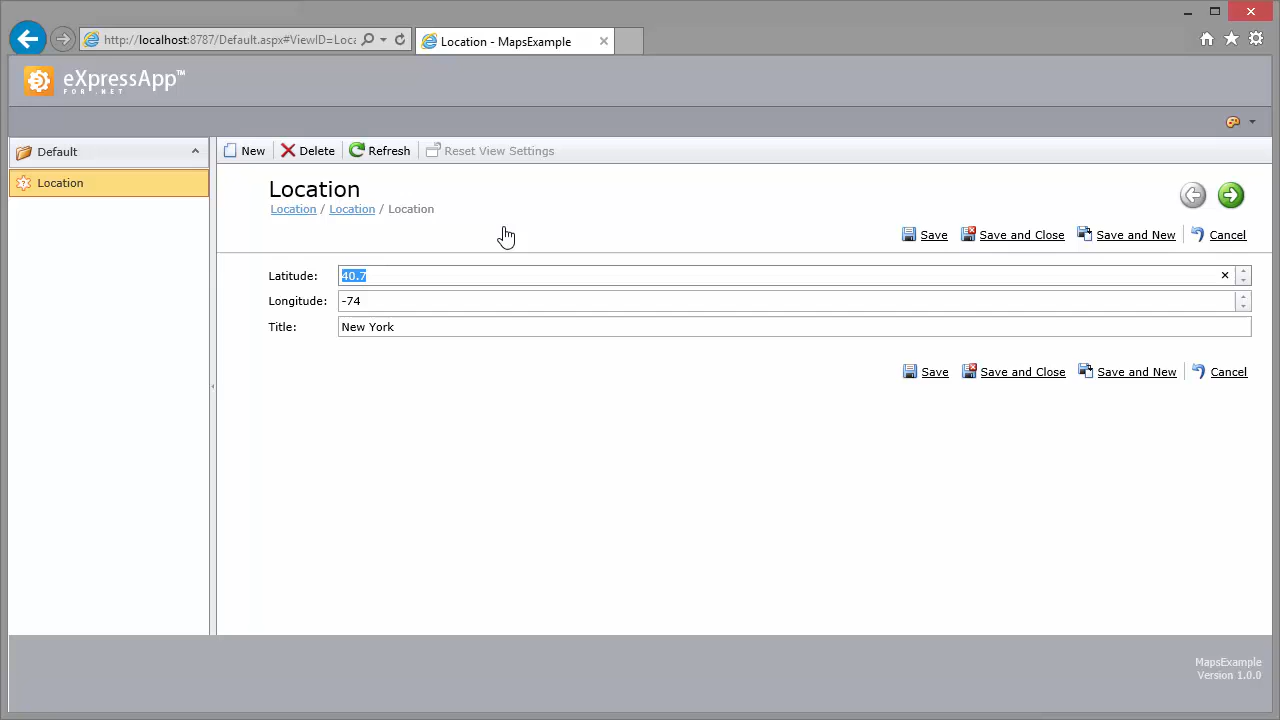 http://localhost:8787/Default.aspx#ViewID=Loca
Location - MapsExample
eXpressApp™
FOR .NET
Default
Location
New
Delete
Refresh
Reset View Settings
Location
Location / Location / Location
Save
Save and Close
Save and New
Cancel
Latitude: 40.7
Longitude: -74
Title: New York
Save
Save and Close
Save and New
Cancel
MapsExample
Version 1.0.0